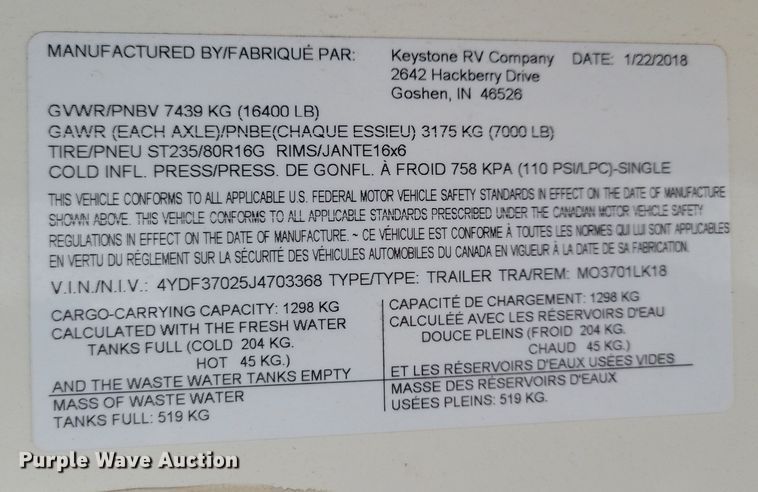 MANUFACTURED BY/FABRIQUÉ PAR: Keystone RV Company DATE: 1/22/2018
2642 Hackberry Drive
Goshen, IN 46526
GVWR/PNBV 7439 KG (16400 LB)
GAWR (EACH AXLE)/PNBE(CHAQUE ESSIEU) 3175 KG (7000 LB)
TIRE/PNEU ST235/80R16G RIMS/JANTE16x6
COLD INFL. PRESS/PRESS. DE GONFL. À FROID 758 KPA (110 PSI/LPC)-SINGLE
THIS VEHICLE CONFORMS TO ALL APPLICABLE U.S. FEDERAL MOTOR VEHICLE SAFETY STANDARDS IN EFFECT ON THE DATE OF MANUFACTURE
SHOWN ABOVE. THIS VEHICLE CONFORMS TO ALL APPLICABLE STANDARDS PRESCRIBED UNDER THE CANADIAN MOTOR VEHICLE SAFETY
REGULATIONS IN EFFECT ON THE DATE OF MANUFACTURE. ~ CE VÉHICULE EST CONFORME À TOUTES LES NORMES QUI LUI SONT APPLICABLES
EN VERTU DU RÉGLEMENT SUR LA SÉCURITÉ DES VÉHICULES AUTOMOBILES DU CANADA EN VIGUEUR À LA DATE DE SA FABRICATION.
V.I.N./N.I.V.: 4YDF37025J4703368 TYPE/TYPE: TRAILER TRA/REM: MO3701LK18
CARGO-CARRYING CAPACITY: 1298 KG
CALCULATED WITH THE FRESH WATER
TANKS FULL (COLD 204 KG.
HOT 45 KG.)
AND THE WASTE WATER TANKS EMPTY
MASS OF WASTE WATER
TANKS FULL: 519 KG
CAPACITÉ DE CHARGEMENT: 1298 KG
CALCULÉE AVEC LES RÉSERVOIRS D'EAU
DOUCE PLEINS (FROID 204 KG.
CHAUD 45 KG.)
ET LES RÉSERVOIRS D'EAUX USÉES VIDES
MASSE DES RÉSERVOIRS D'EAUX
USÉES PLEINS: 519 KG.
Purple Wave Auction